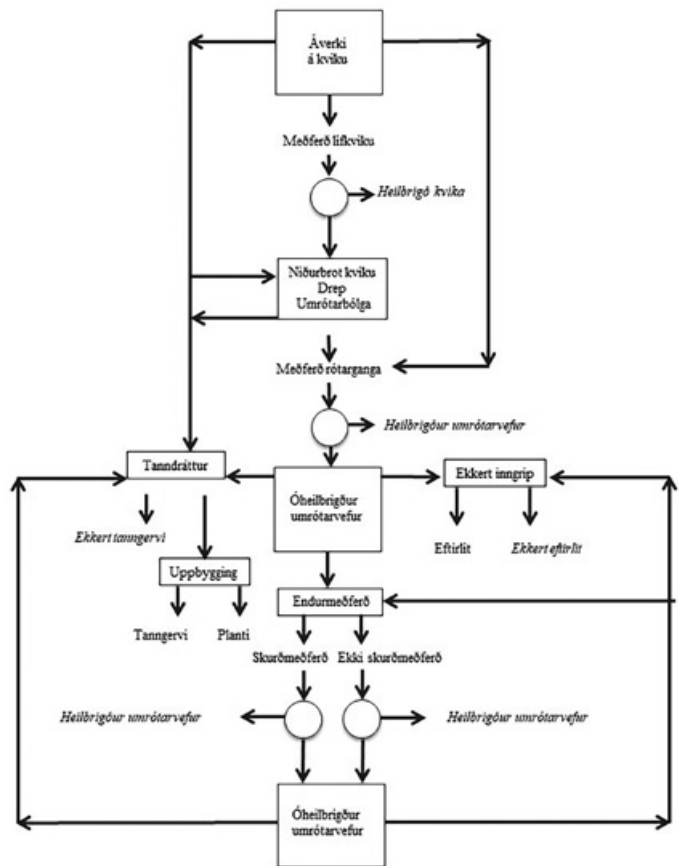 Áverki
á kviku
Meðferð lifkviku
Heilbrigð kvika
Niðurbrot kviku
Drep
Umrótarbólga
Meðferð rótarganga
Heilbrigður umrótarvefur
Tanndráttur
Ekkert inngrip
Óheilbrigður
umrótarvefur
Ekkert tanngervi
Eftirlit
Ekkert eftirlit
Uppbygging
Endurmeðferð
Tanngervi
Planti
Skurðmeðferð
Ekki skurðmeðferð
Heilbrigður umrótarvefur
Heilbrigður umrótarvefur
Óheilbrigður
umrótarvefur